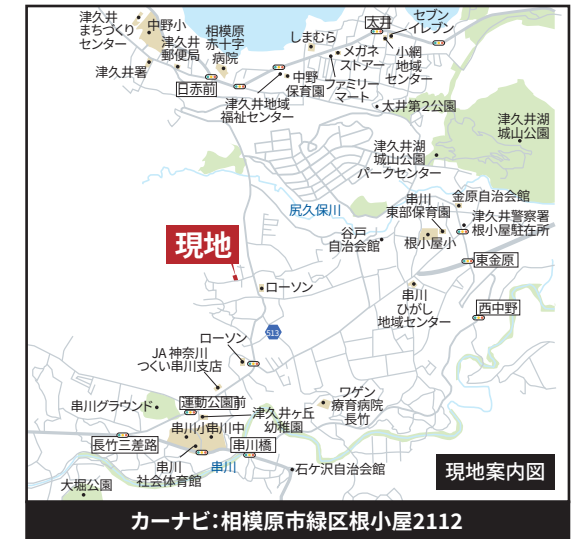 津久井
まちづくり
センター
中野小
津久井
郵便局
相模原
赤十字
病院
津久井署
日赤前
しまむら
太井
セブン
イレブン
メガネ
ストアー
小網
地域
センター
中野
保育園
ファミリー
マート
津久井地域
福祉センター
太井第2公園
津久井湖
城山公園
津久井湖
城山公園
パークセンター
尻久保川
串川
東部保育園
金原自治会館
谷戸
自治会館
根小屋小
津久井警察署
根小屋駐在所
東金原
現地
ローソン
串川
ひがし
地域センター
西中野
513
ローソン
JA 神奈川
つくい串川支店
串川グラウンド
運動公園前
津久井ヶ丘
幼稚園
ワゲン
療育病院
長竹
串川小
串川中
長竹三差路
串川橋
串川
社会体育館
串川
石ケ沢自治会館
大堀公園
現地案内図
カーナビ：相模原市緑区根小屋2112